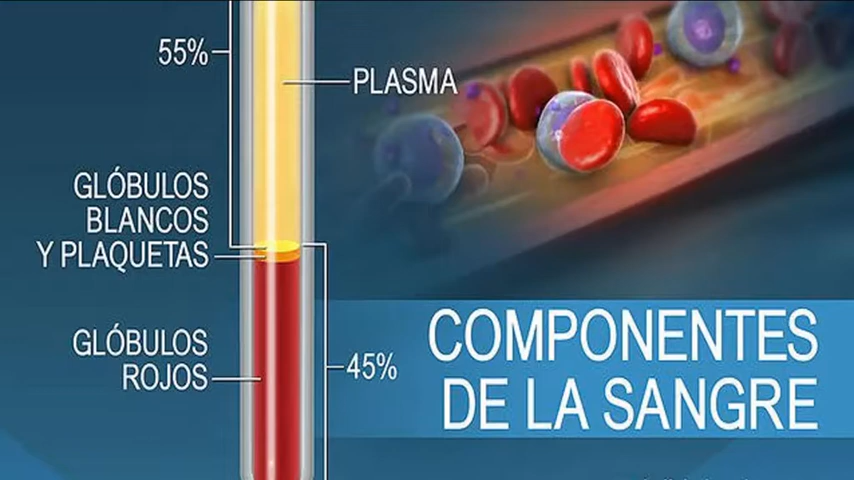 55%
PLASMA
GLÓBULOS
BLANCOS
Y PLAQUETAS
GLÓBULOS
ROJOS
45%
COMPONENTES
DE LA SANGRE